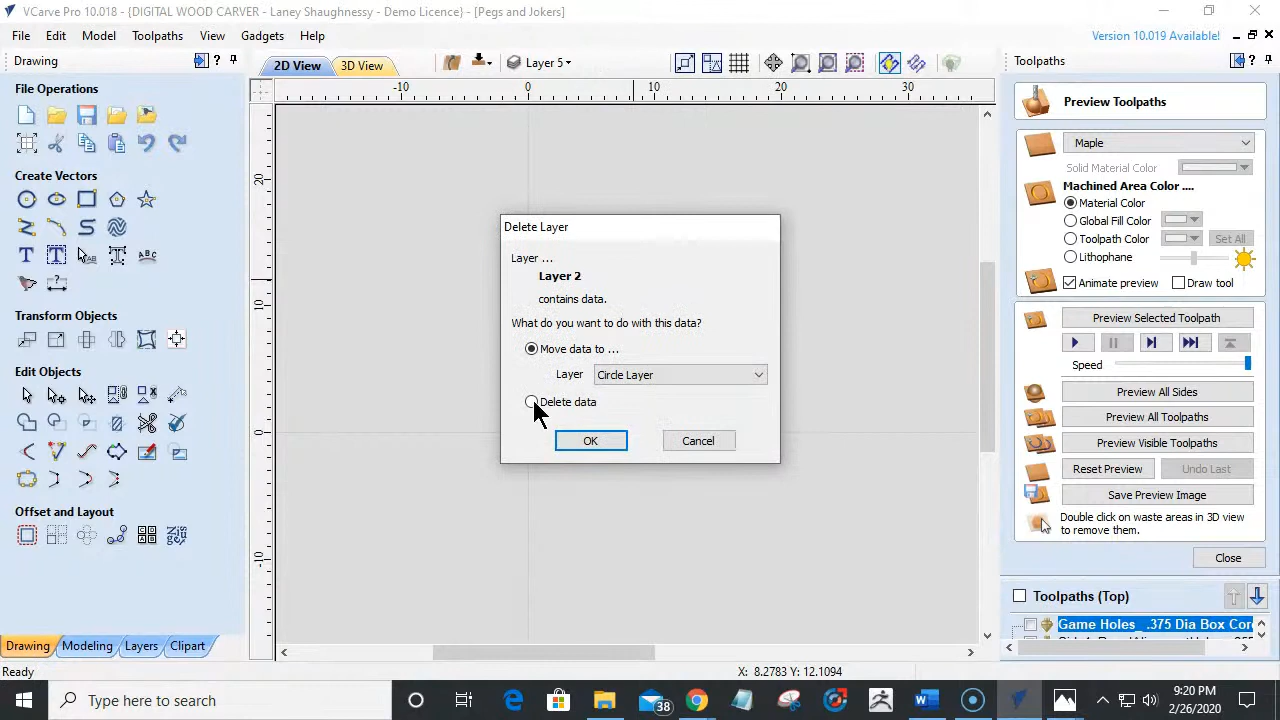 VCarve Pro 10.018 - {DIGITAL WOOD CARVER - Laney Shaughnessy - Demo Licence} - [Pegs and Jokers]
File Edit Model Toolpaths View Gadgets Help
Version 10.019 Available!
Drawing
?
File Operations
Create Vectors
T T T ABC
Transform Objects
Edit Objects
Offset and Layout
Drawing Modeling Layers Clipart
2D View 3D View
Layer 5
-10 0 10 20 30
20
10
0
-10
Delete Layer
Layer ...
Layer 2
contains data.
What do you want to do with this data?
Move data to ...
Layer Circle Layer
Delete data
OK Cancel
Toolpaths
?
Preview Toolpaths
Maple
Solid Material Color
Machined Area Color ....
Material Color
Global Fill Color
Toolpath Color Set All
Lithophane
Animate preview Draw tool
Preview Selected Toolpath
Speed
Preview All Sides
Preview All Toolpaths
Preview Visible Toolpaths
Reset Preview Undo Last
Save Preview Image
Double click on waste areas in 3D view
to remove them.
Close
Toolpaths (Top)
Game Holes _.375 Dia Box Cor
Ready
X: 8.2783 Y: 12.1094
Type here to search
38
W
9:20 PM
2/26/2020